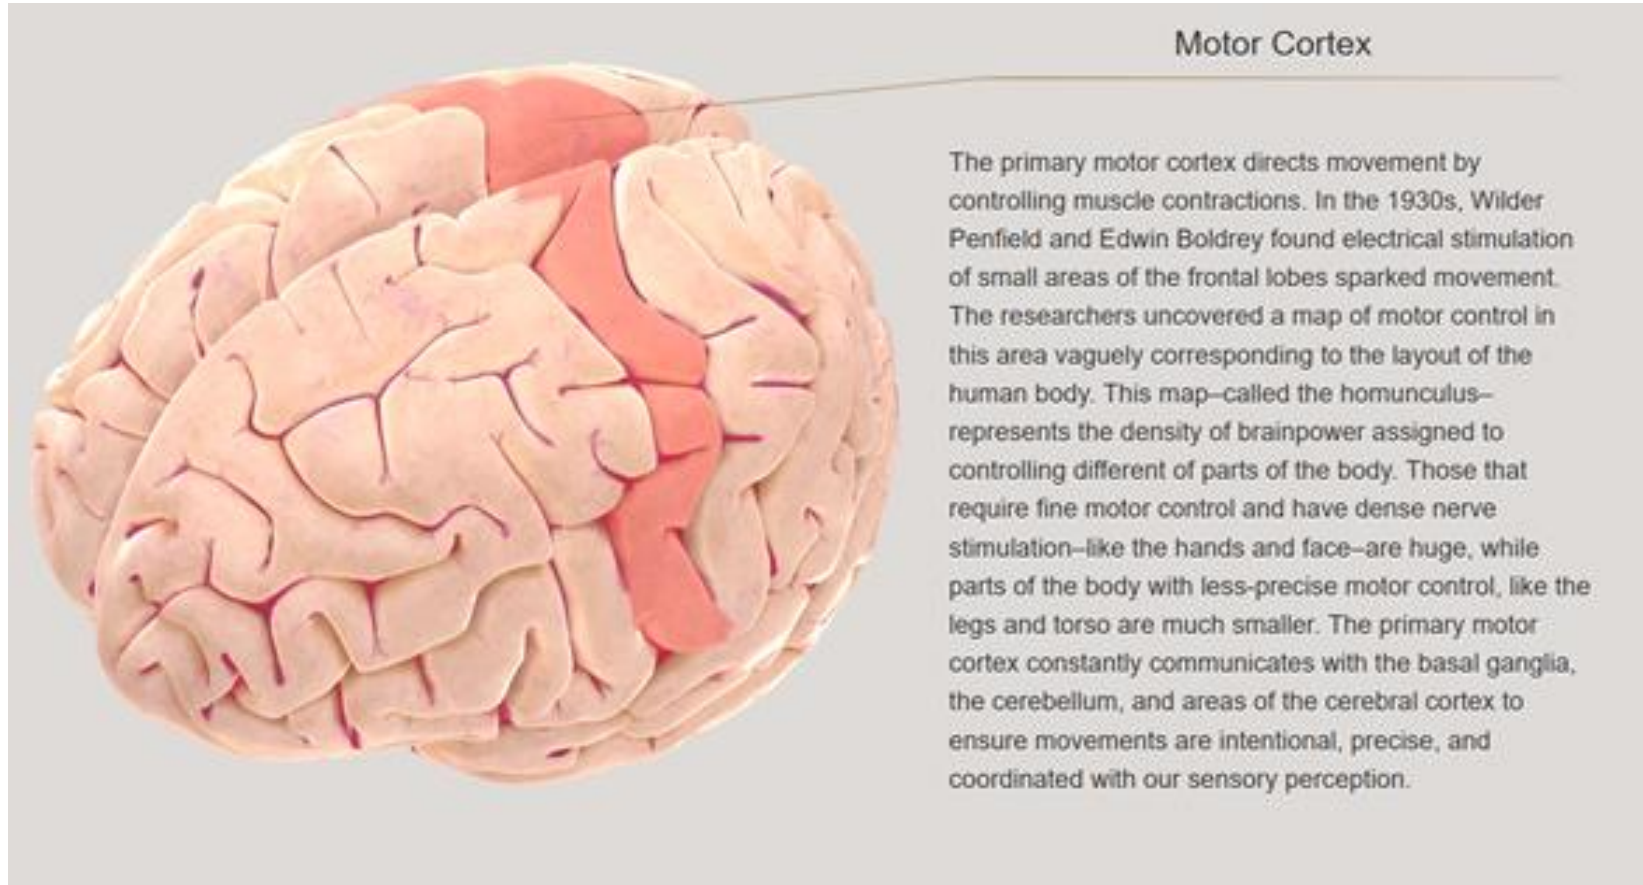 Motor Cortex
The primary motor cortex directs movement by
controlling muscle contractions. In the 1930s, Wilder
Penfield and Edwin Boldrey found electrical stimulation
of small areas of the frontal lobes sparked movement.
The researchers uncovered a map of motor control in
this area vaguely corresponding to the layout of the
human body. This map–called the homunculus–
represents the density of brainpower assigned to
controlling different of parts of the body. Those that
require fine motor control and have dense nerve
stimulation–like the hands and face–are huge, while
parts of the body with less-precise motor control, like the
legs and torso are much smaller. The primary motor
cortex constantly communicates with the basal ganglia,
the cerebellum, and areas of the cerebral cortex to
ensure movements are intentional, precise, and
coordinated with our sensory perception.